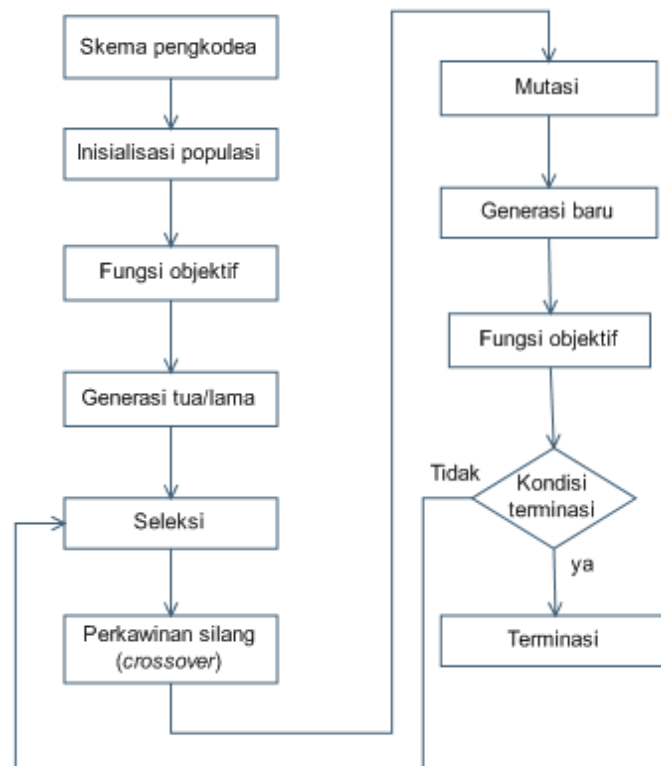 Skema pengkodea
Inisialisasi populasi
Fungsi objektif
Generasi tua/lama
Seleksi
Perkawinan silang
(crossover)
Mutasi
Generasi baru
Fungsi objektif
Kondisi
terminasi
Tidak
ya
Terminasi